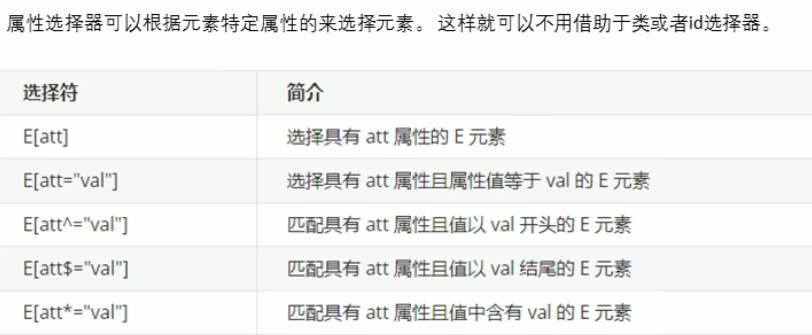 属性选择器可以根据元素特定属性的来选择元素。 这样就可以不用借助于类或者id选择器。
选择符 简介
E[att] 选择具有 att 属性的 E 元素
E[att="val"] 选择具有 att 属性且属性值等于 val 的 E 元素
E[att^="val"] 匹配具有 att 属性且值以 val 开头的 E 元素
E[att$="val"] 匹配具有 att 属性且值以 val 结尾的 E 元素
E[att*="val"] 匹配具有 att 属性且值中含有 val 的 E 元素